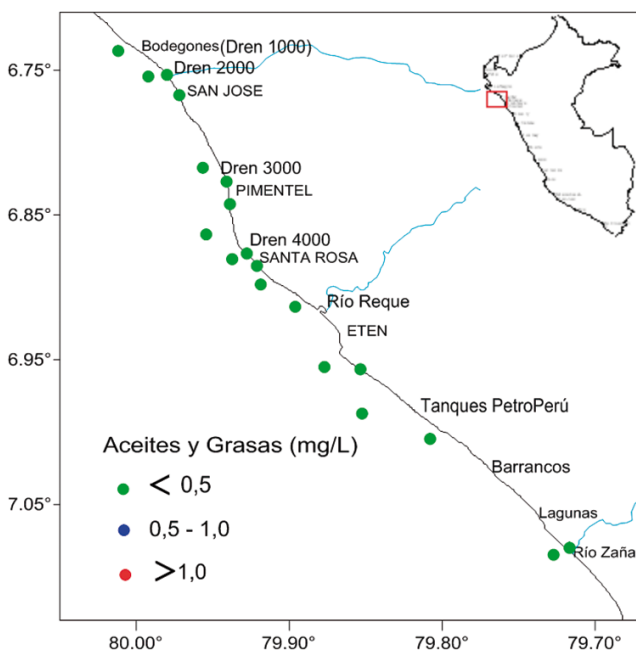 Bodegones (Dren 1000)
6.75°
Dren 2000
SAN JOSE
Dren 3000
PIMENTEL
6.85°
Dren 4000
SANTA ROSA
Río Reque
ETEN
6.95°
Tanques PetroPerú
Aceites y Grasas (mg/L)
Barrancos
< 0,5
7.05°
Lagunas
0,5 - 1,0
Río Zaña
>1,0
80.00°
79.90°
79.80°
79.70°